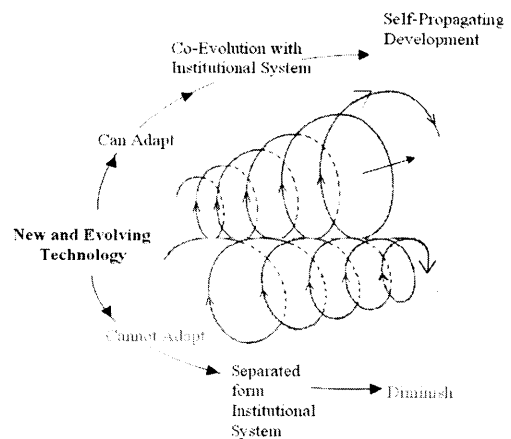 Self-Propagating
Development
Co-Evolution with
Institutional System
Can Adapt
New and Evolving
Technology
Cannot Adapt
Separated
form
Institutional
System
Diminish